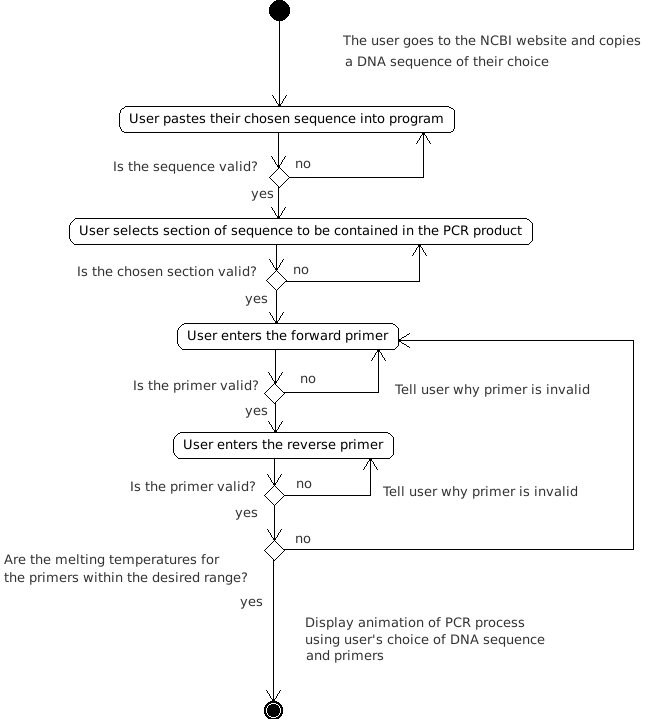 The user goes to the NCBI website and copies
a DNA sequence of their choice
User pastes their chosen sequence into program
Is the sequence valid?
no
yes
User selects section of sequence to be contained in the PCR product
Is the chosen section valid?
no
yes
User enters the forward primer
Is the primer valid?
no
Tell user why primer is invalid
yes
User enters the reverse primer
Is the primer valid?
no
Tell user why primer is invalid
yes
no
Are the melting temperatures for
the primers within the desired range?
yes
Display animation of PCR process
using user's choice of DNA sequence
and primers